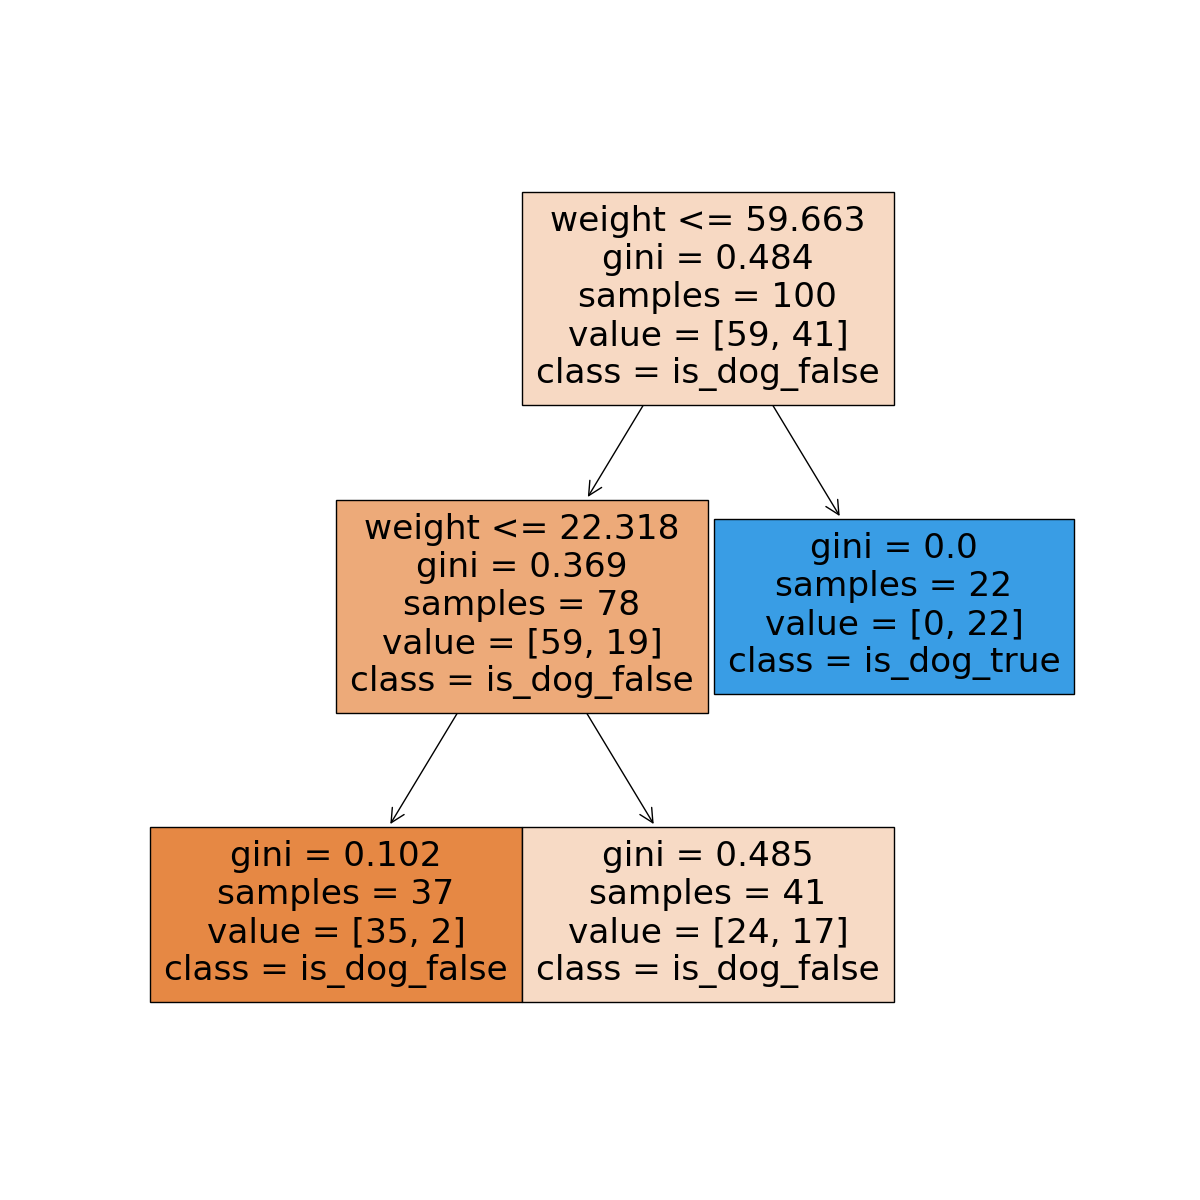 weight <= 59.663
gini = 0.484
samples = 100
value = [59, 41]
class = is_dog_false
weight <= 22.318
gini = 0.369
samples = 78
value = [59, 19]
class = is_dog_false
gini = 0.0
samples = 22
value = [0, 22]
class = is_dog_true
gini = 0.102
samples = 37
value = [35, 2]
class = is_dog_false
gini = 0.485
samples = 41
value = [24, 17]
class = is_dog_false